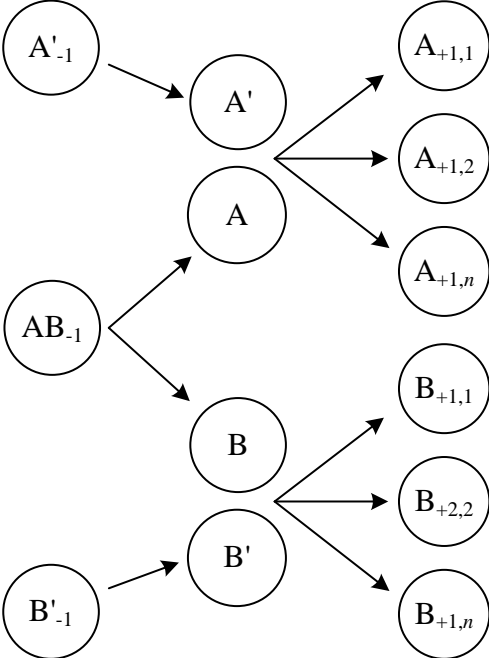 A'₋₁
A'
A
AB₋₁
B
B'
B'₋₁
A₊₁,₁
A₊₁,₂
A₊₁,ₙ
B₊₁,₁
B₊₂,₂
B₊₁,ₙ